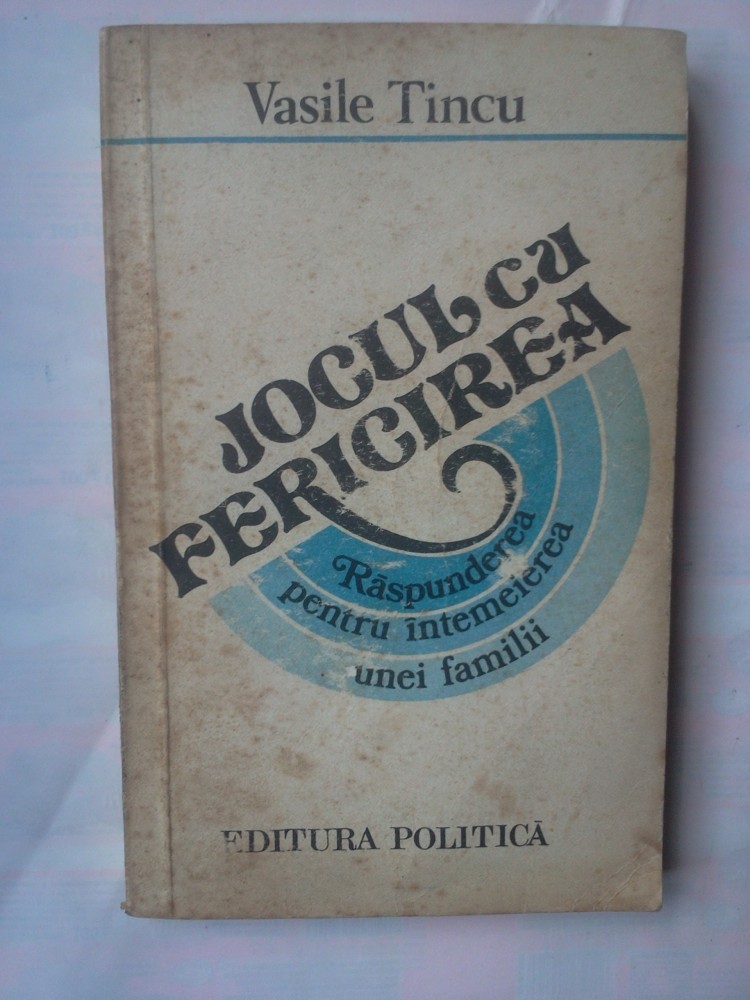 Vasile Tincu
JOCUL CU
FERICIREA
Răspunderea
pentru întemeierea
unei familii
EDITURA POLITICĂ